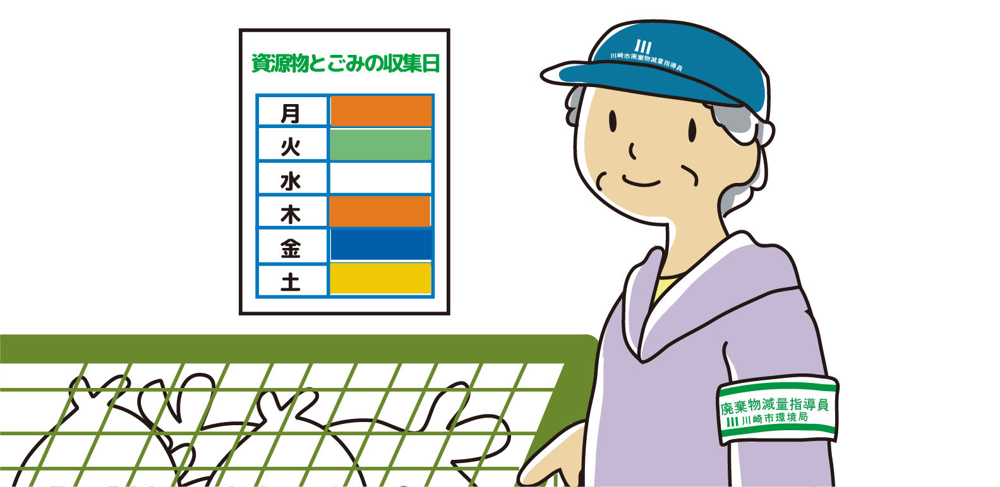 資源物とごみの収集日
月
火
水
木
金
土
川崎市廃棄物減量指導員
廃棄物減量指導員
川崎市環境局